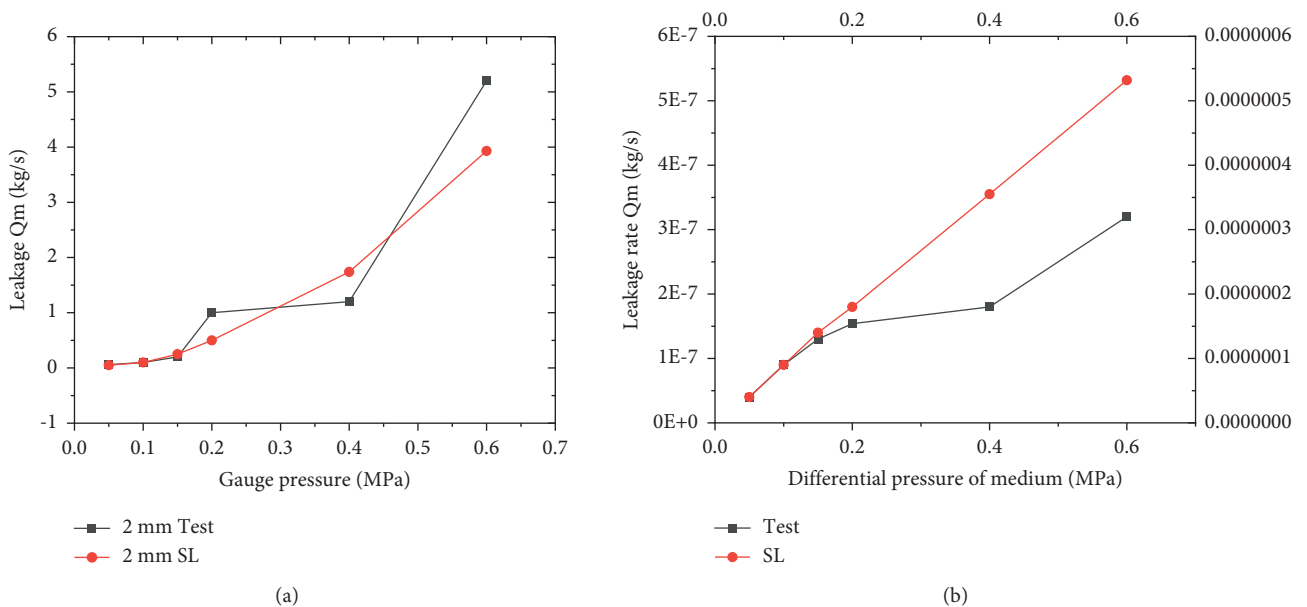 6
5
4
3
2
1
0
-1
0.0 0.1 0.2 0.3 0.4 0.5 0.6 0.7
Leakage Qm (kg/s)
Gauge pressure (MPa)
2 mm Test
2 mm SL
(a)
0.0 0.2 0.4 0.6
6E-7
5E-7
4E-7
3E-7
2E-7
1E-7
0E+0
0.0000006
0.0000005
0.0000004
0.0000003
0.0000002
0.0000001
0.0000000
0.0 0.2 0.4 0.6
Leakage rate Qm (kg/s)
Differential pressure of medium (MPa)
Test
SL
(b)